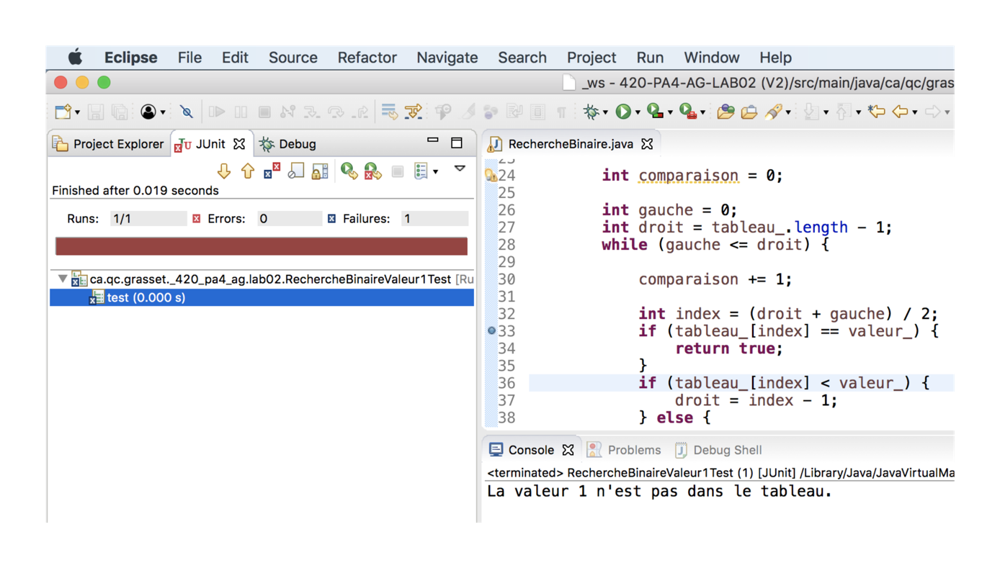 Eclipse File Edit Source Refactor Navigate Search Project Run Window Help
_ws - 420-PA4-AG-LAB02 (V2)/src/main/java/ca/qc/gras
Project Explorer JUnit Debug
Finished after 0.019 seconds
Runs: 1/1 Errors: 0 Failures: 1
ca.qc.grasset._420_pa4_ag.lab02.RechercheBinaireValeur1Test [Ru
test (0.000 s)
RechercheBinaire.java
23
24 int comparaison = 0;
25
26 int gauche = 0;
27 int droit = tableau_.length - 1;
28 while (gauche <= droit) {
29
30 comparaison += 1;
31
32 int index = (droit + gauche) / 2;
33 if (tableau_[index] == valeur_) {
34 return true;
35 }
36 if (tableau_[index] < valeur_) {
37 droit = index - 1;
38 } else {
Console Problems Debug Shell
<terminated> RechercheBinaireValeur1Test (1) [JUnit] /Library/Java/JavaVirtualMa
La valeur 1 n'est pas dans le tableau.